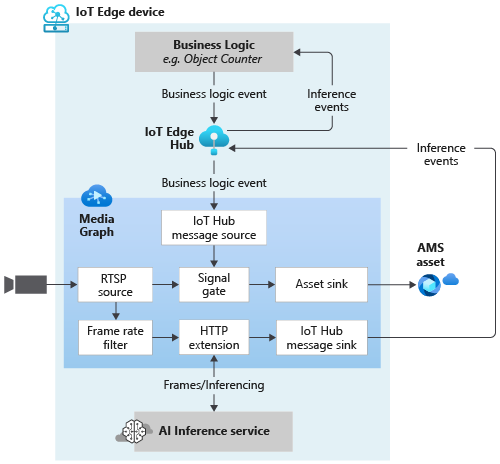 IoT Edge device
Business Logic
e.g. Object Counter
Business logic event
Inference
events
IoT Edge
Hub
Inference
events
Business logic event
Media
Graph
IoT Hub
message source
AMS
asset
RTSP
source
Signal
gate
Asset sink
Frame rate
filter
HTTP
extension
IoT Hub
message sink
Frames/Inferencing
AI Inference service